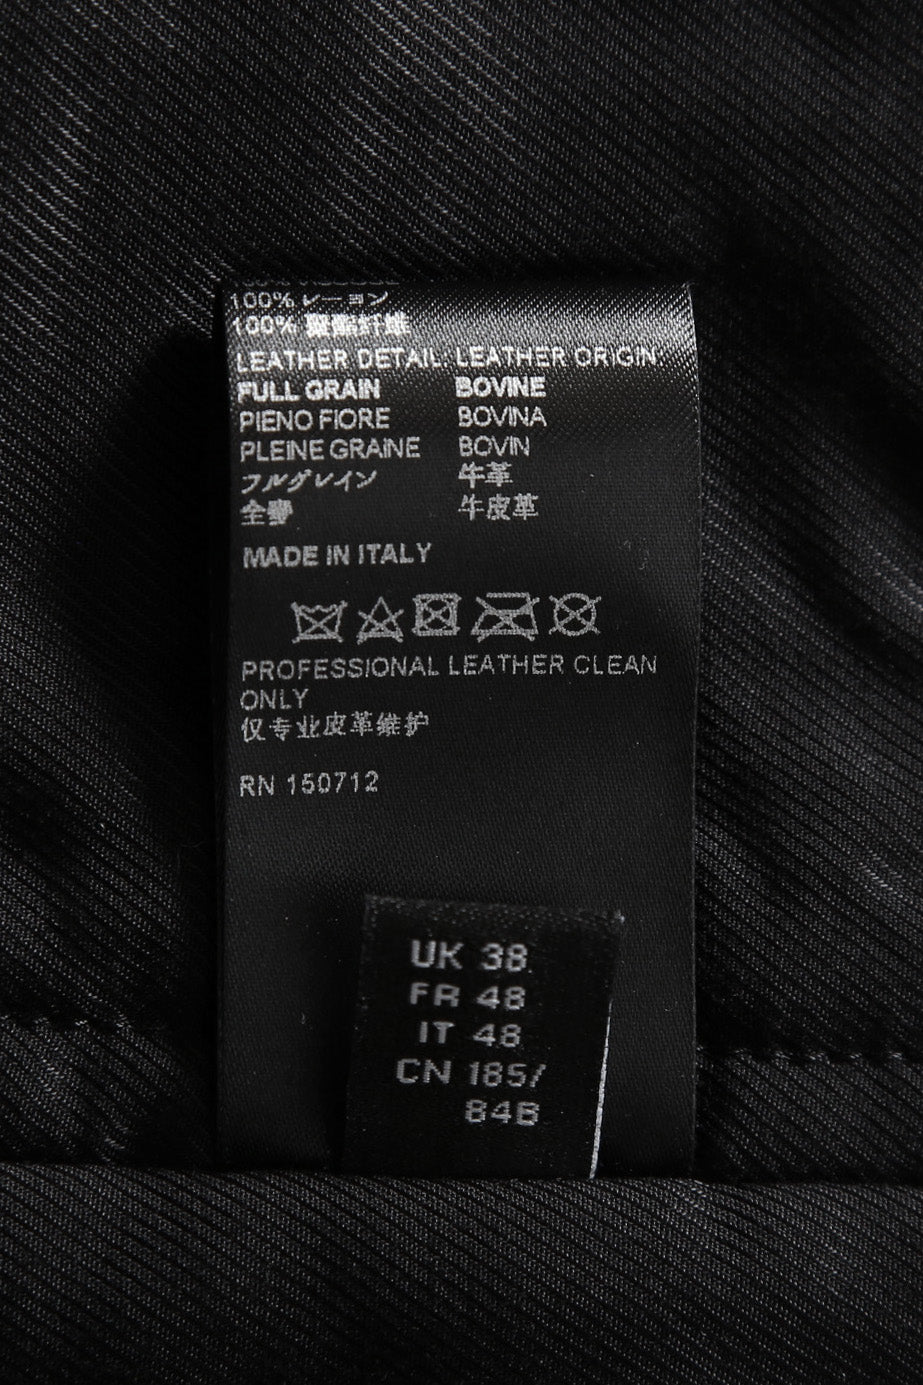 100% レーヨン
100% 聚酯纤维
LEATHER DETAIL: LEATHER ORIGIN:
FULL GRAIN BOVINE
PIENO FIORE BOVINA
PLEINE GRAINE BOVIN
フルグレイン 牛革
全 牛皮革
MADE IN ITALY
PROFESSIONAL LEATHER CLEAN
ONLY
仅专业皮革维护
RN 150712
UK 38
FR 48
IT 48
CN 185/
84B